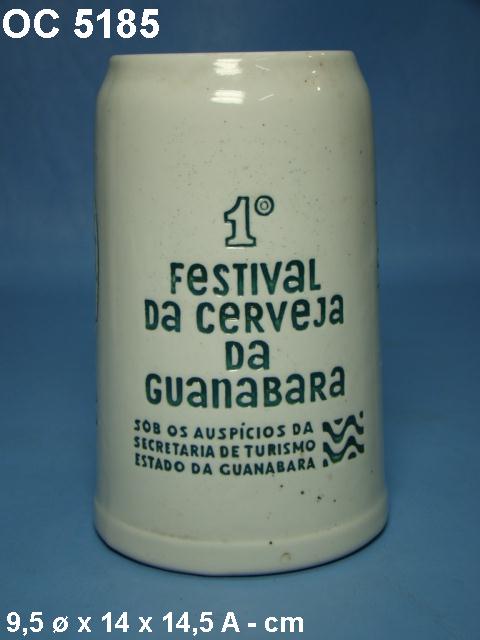 OC 5185
1º
FESTIVAL
DA CERVEJA
DA
GUANABARA
SOB OS AUSPÍCIOS DA
SECRETARIA DE TURISMO
ESTADO DA GUANABARA
9,5 ø x 14 x 14,5 A - cm